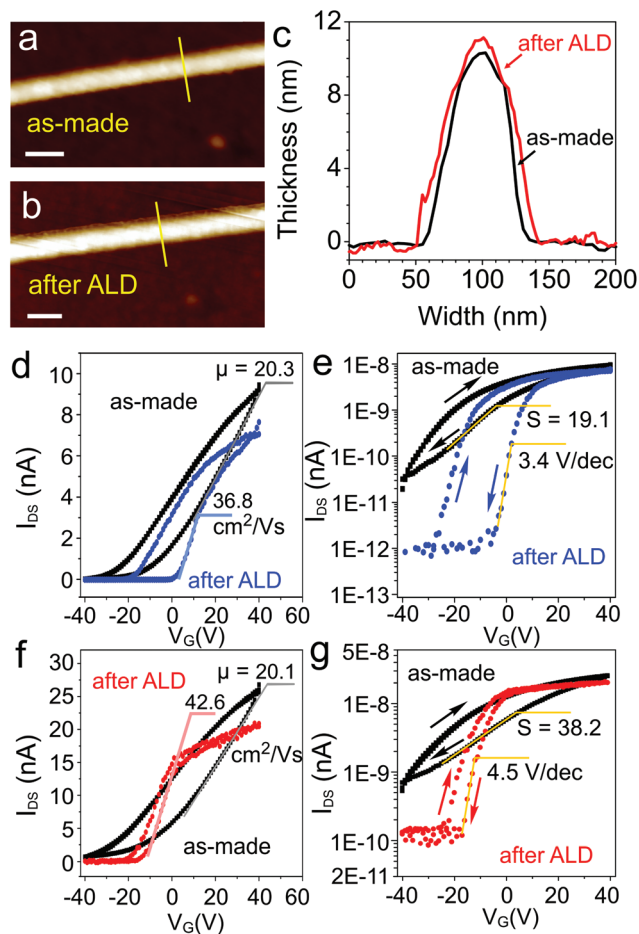 a
as-made
b
after ALD
c
Thickness (nm)
12
8
4
0
after ALD
as-made
0 50 100 150 200
Width (nm)
d
I_DS (nA)
10
8
6
4
2
0
as-made
μ = 20.3
36.8
cm²/Vs
after ALD
-40 -20 0 20 40 60
V_G(V)
e
I_DS (nA)
1E-8
1E-9
1E-10
1E-11
1E-12
1E-13
as-made
S = 19.1
3.4 V/dec
after ALD
-40 -20 0 20 40
V_G(V)
f
I_DS (nA)
30
25
20
15
10
5
0
after ALD
μ = 20.1
42.6
cm²/Vs
as-made
-40 -20 0 20 40 60
V_G(V)
g
I_DS (nA)
5E-8
1E-8
1E-9
1E-10
2E-11
as-made
S = 38.2
4.5 V/dec
after ALD
-40 -20 0 20 40
V_G(V)